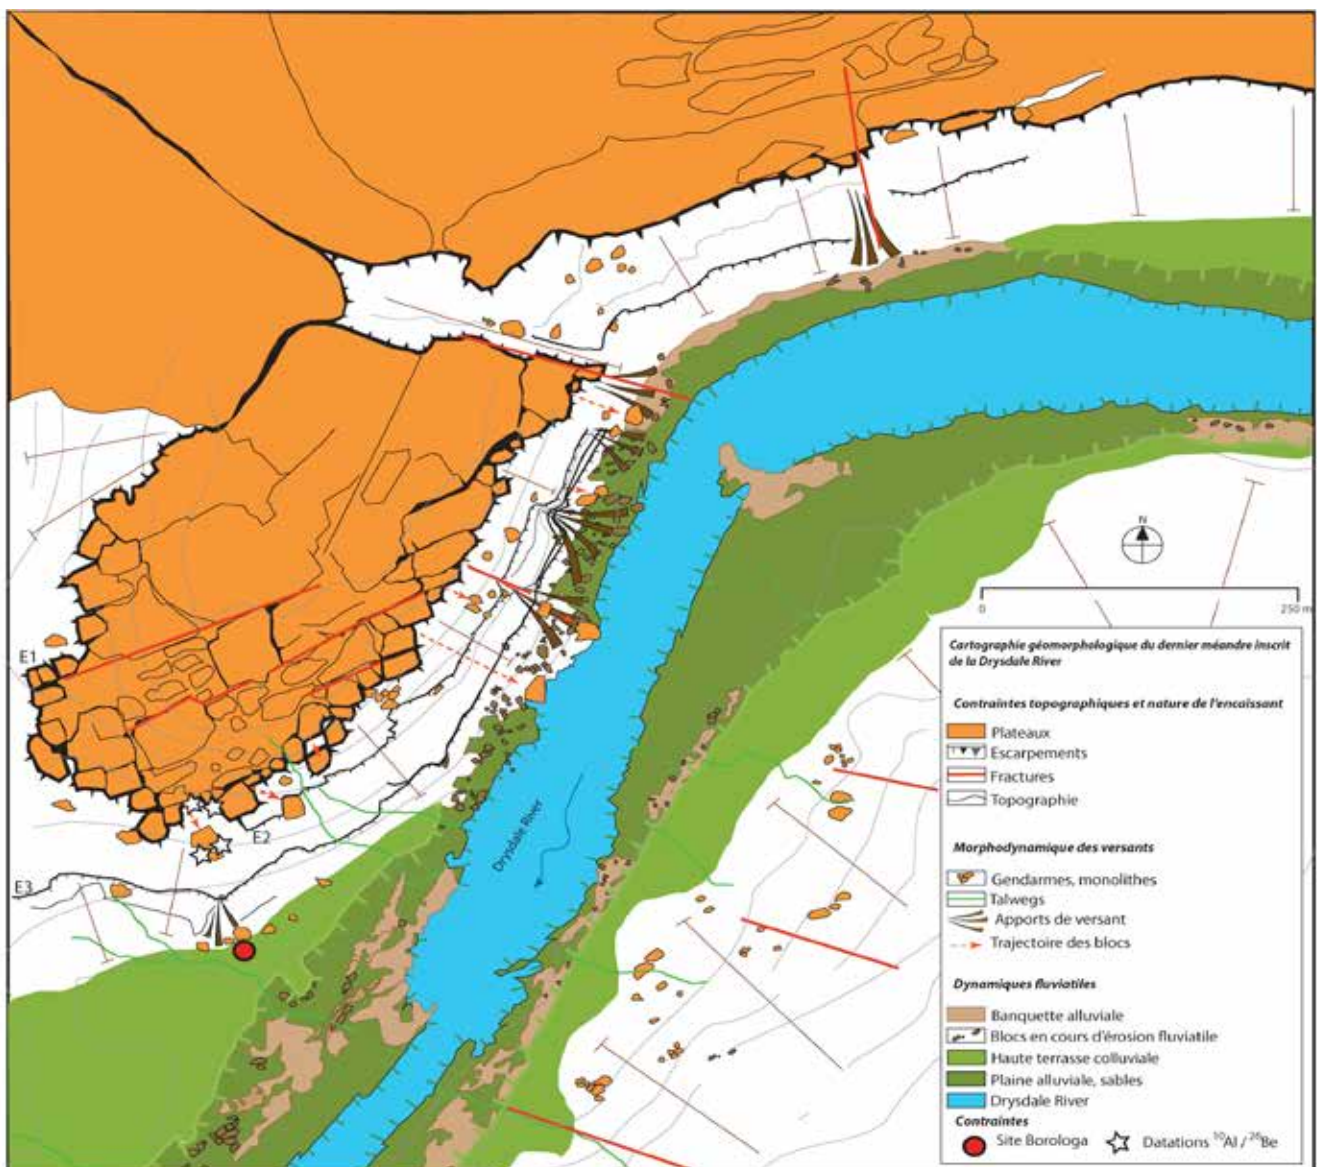 E1
E2
E3
Drysdale River
N
0 250 m
Cartographie géomorphologique du dernier méandre inscrit
de la Drysdale River
Contraintes topographiques et nature de l'encaissant
Plateaux
Escarpements
Fractures
Topographie
Morphodynamique des versants
Gendarmes, monolithes
Talwegs
Apports de versant
Trajectoire des blocs
Dynamiques fluviatiles
Banquette alluviale
Blocs en cours d'érosion fluviatile
Haute terrasse colluviale
Plaine alluviale, sables
Drysdale River
Contraintes
Site Borologa Datations ¹⁰Al / ²⁶Be